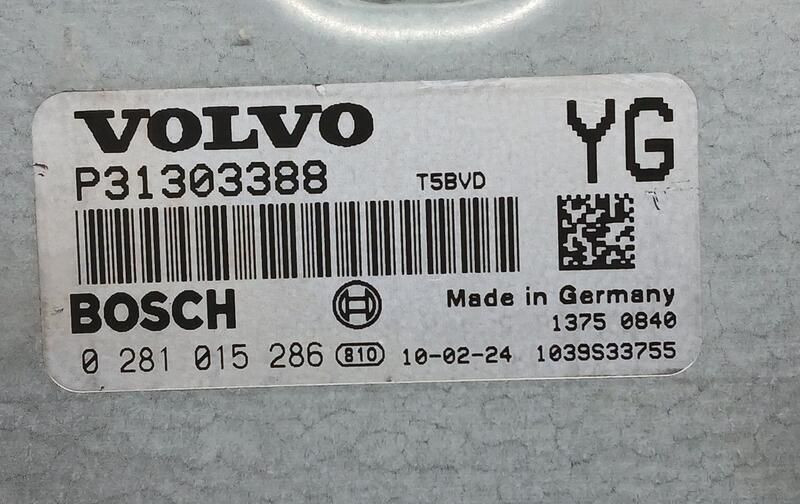 VOLVO
YG
P31303388 T5BVD
BOSCH
Made in Germany
1375 0840
0 281 015 286 810 10-02-24 1039S33755